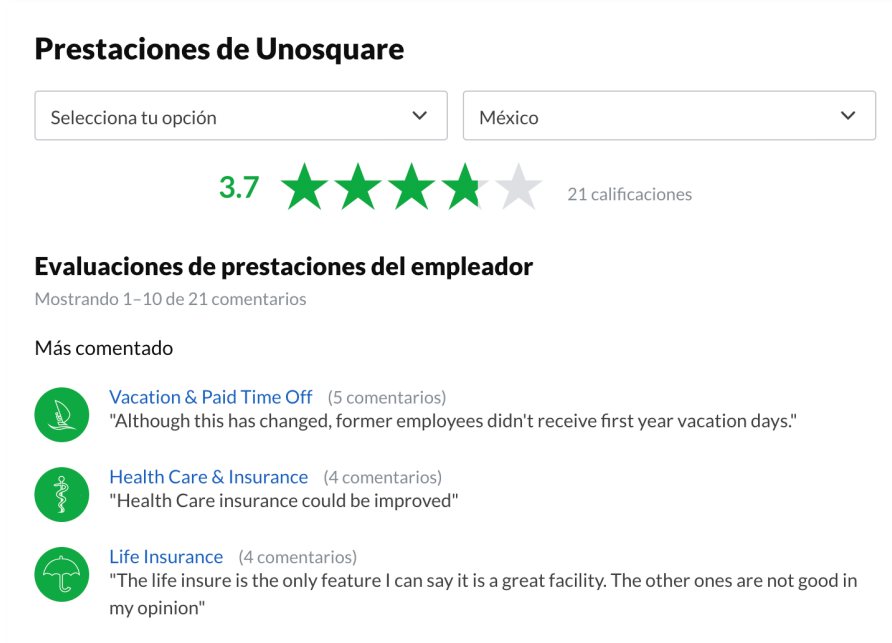 Prestaciones de Unosquare
Selecciona tu opción
México
3.7
21 calificaciones
Evaluaciones de prestaciones del empleador
Mostrando 1–10 de 21 comentarios
Más comentado
Vacation & Paid Time Off (5 comentarios)
"Although this has changed, former employees didn't receive first year vacation days."
Health Care & Insurance (4 comentarios)
"Health Care insurance could be improved"
Life Insurance (4 comentarios)
"The life insure is the only feature I can say it is a great facility. The other ones are not good in
my opinion"